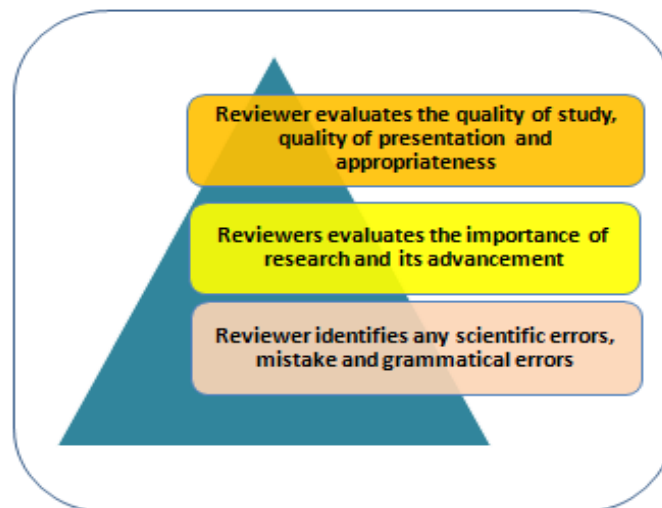 Reviewer evaluates the quality of study,
quality of presentation and
appropriateness
Reviewers evaluates the importance of
research and its advancement
Reviewer identifies any scientific errors,
mistake and grammatical errors